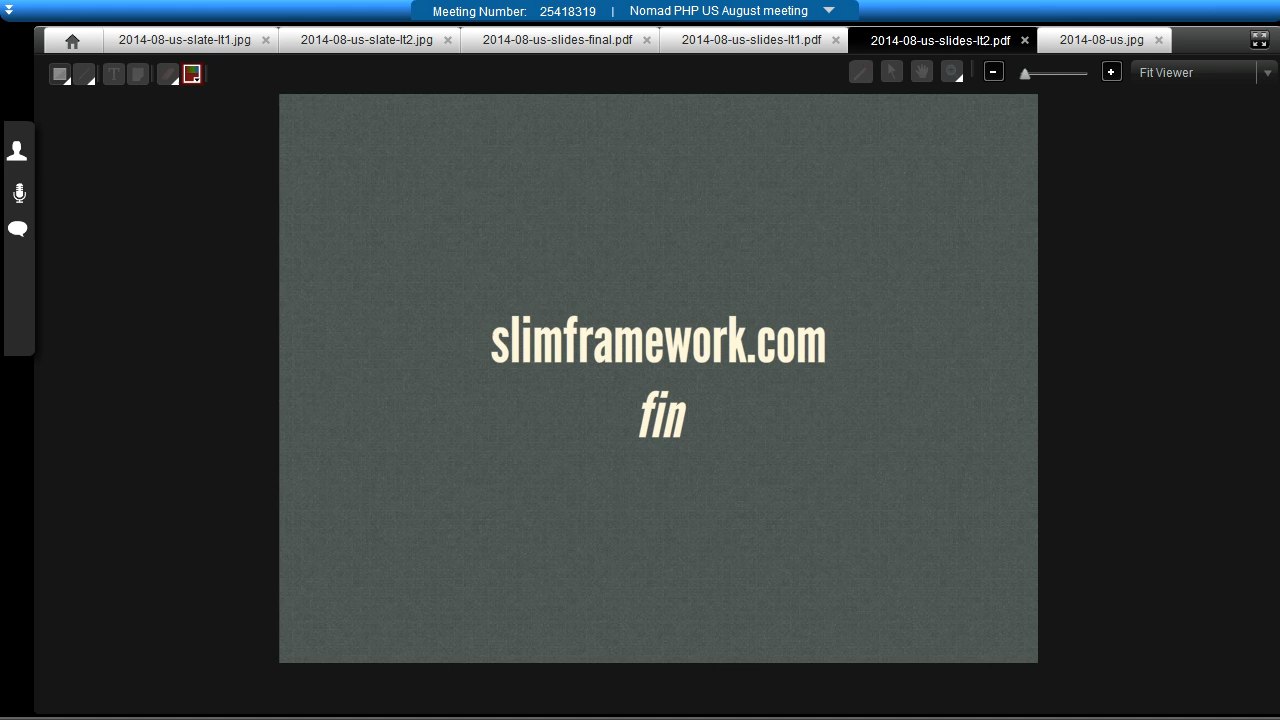 Meeting Number: 25418319 | Nomad PHP US August meeting
2014-08-us-slate-lt1.jpg
2014-08-us-slate-lt2.jpg
2014-08-us-slides-final.pdf
2014-08-us-slides-lt1.pdf
2014-08-us-slides-lt2.pdf
2014-08-us.jpg
T
Fit Viewer
slimframework.com
fin